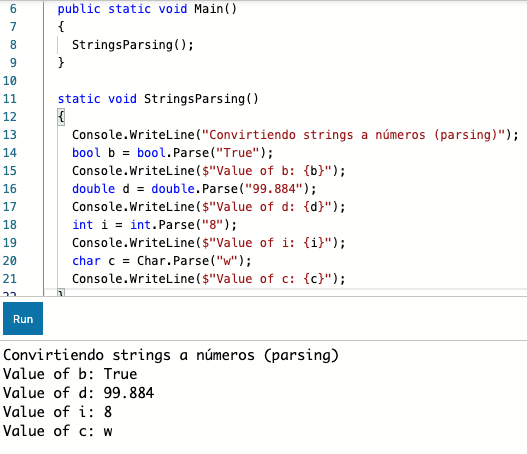 6 public static void Main()
7 {
8 StringsParsing();
9 }
10
11 static void StringsParsing()
12 {
13 Console.WriteLine("Convirtiendo strings a números (parsing)");
14 bool b = bool.Parse("True");
15 Console.WriteLine($"Value of b: {b}");
16 double d = double.Parse("99.884");
17 Console.WriteLine($"Value of d: {d}");
18 int i = int.Parse("8");
19 Console.WriteLine($"Value of i: {i}");
20 char c = Char.Parse("w");
21 Console.WriteLine($"Value of c: {c}");
22 }
Run
Convirtiendo strings a números (parsing)
Value of b: True
Value of d: 99.884
Value of i: 8
Value of c: w